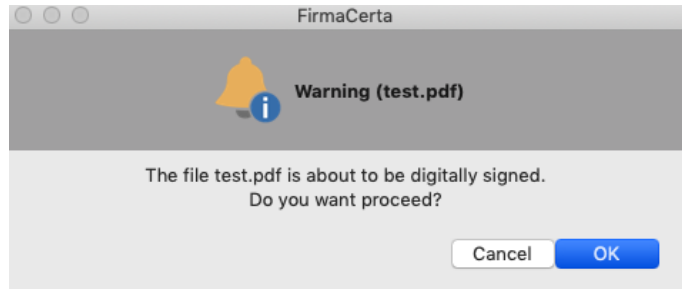 FirmaCerta
Warning (test.pdf)
The file test.pdf is about to be digitally signed.
Do you want proceed?
Cancel
OK